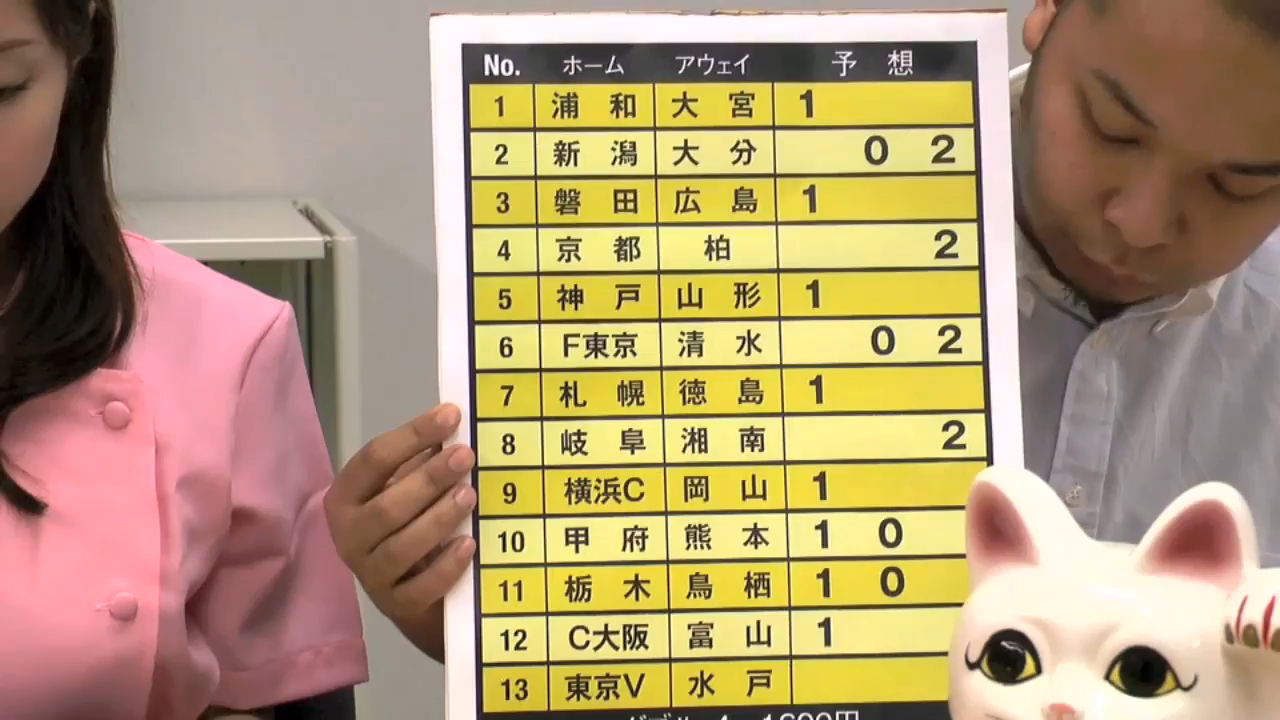 No. ホーム アウェイ 予想
1 浦和 大宮 1
2 新潟 大分 0 2
3 磐田 広島 1
4 京都 柏 2
5 神戸 山形 1
6 F東京 清水 0 2
7 札幌 徳島 1
8 岐阜 湘南 2
9 横浜C 岡山 1
10 甲府 熊本 1 0
11 栃木 鳥栖 1 0
12 C大阪 富山 1
13 東京V 水戸